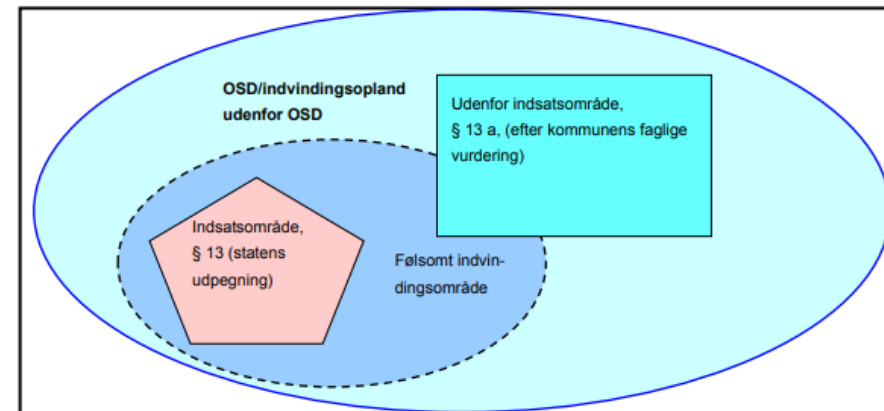 OSD/indvindingsopland
udenfor OSD
Udenfor indsatsområde,
§ 13 a, (efter kommunens faglige
vurdering)
Indsatsområde,
§ 13 (statens
udpegning)
Følsomt indvin-
dingsområde